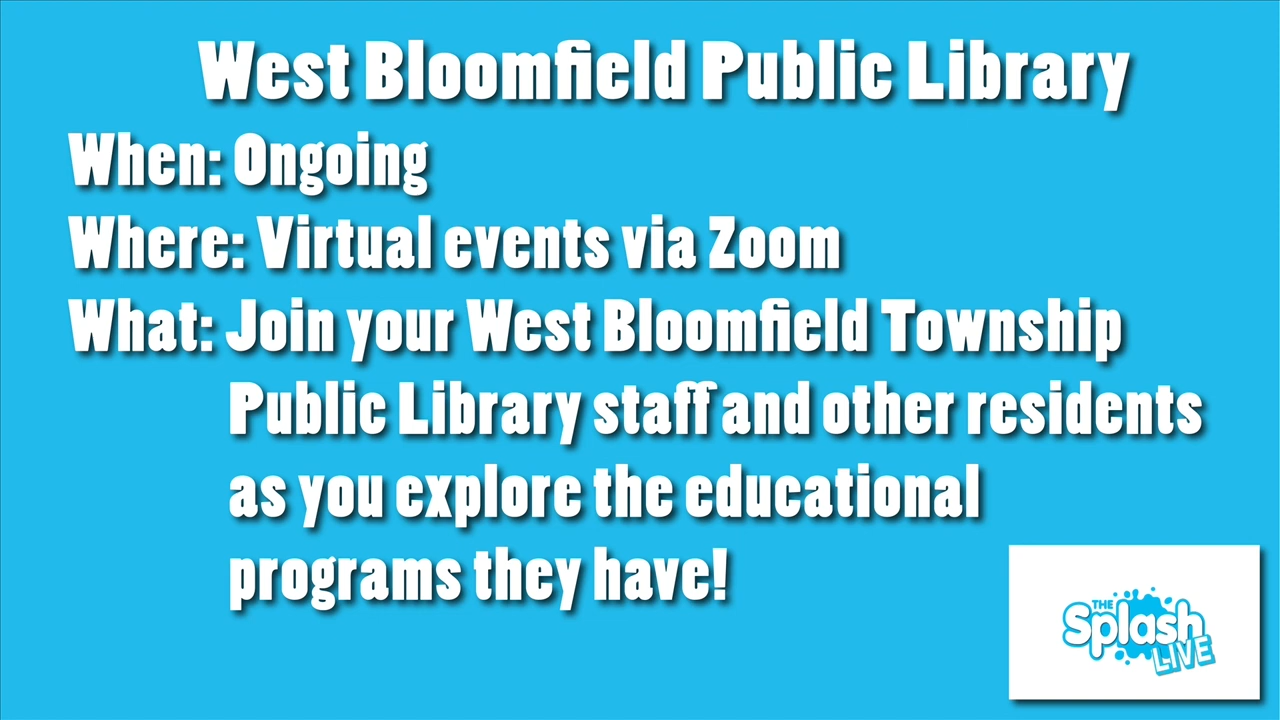 West Bloomfield Public Library
When: Ongoing
Where: Virtual events via Zoom
What: Join your West Bloomfield Township
Public Library staff and other residents
as you explore the educational
programs they have!
THE
Splash
LIVE